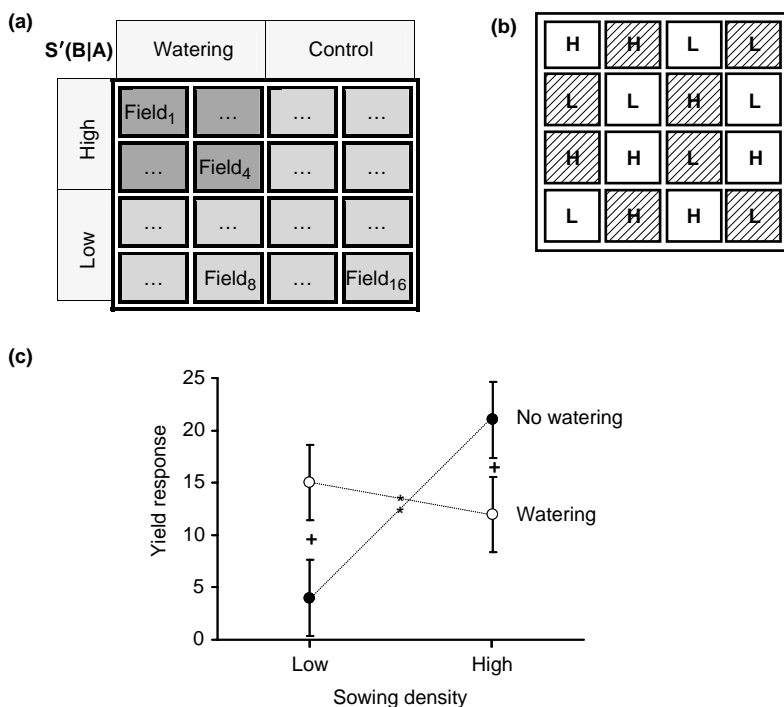 (a)
S′(B|A) Watering Control
High
Low
Field₁ … … …
… Field₄ … …
… … … …
… Field₈ … Field₁₆
(b)
H H L L
L L H L
H H L H
L H H L
(c)
Yield response
25
20
15
10
5
0
No watering
Watering
+
+
*
*
Low High
Sowing density